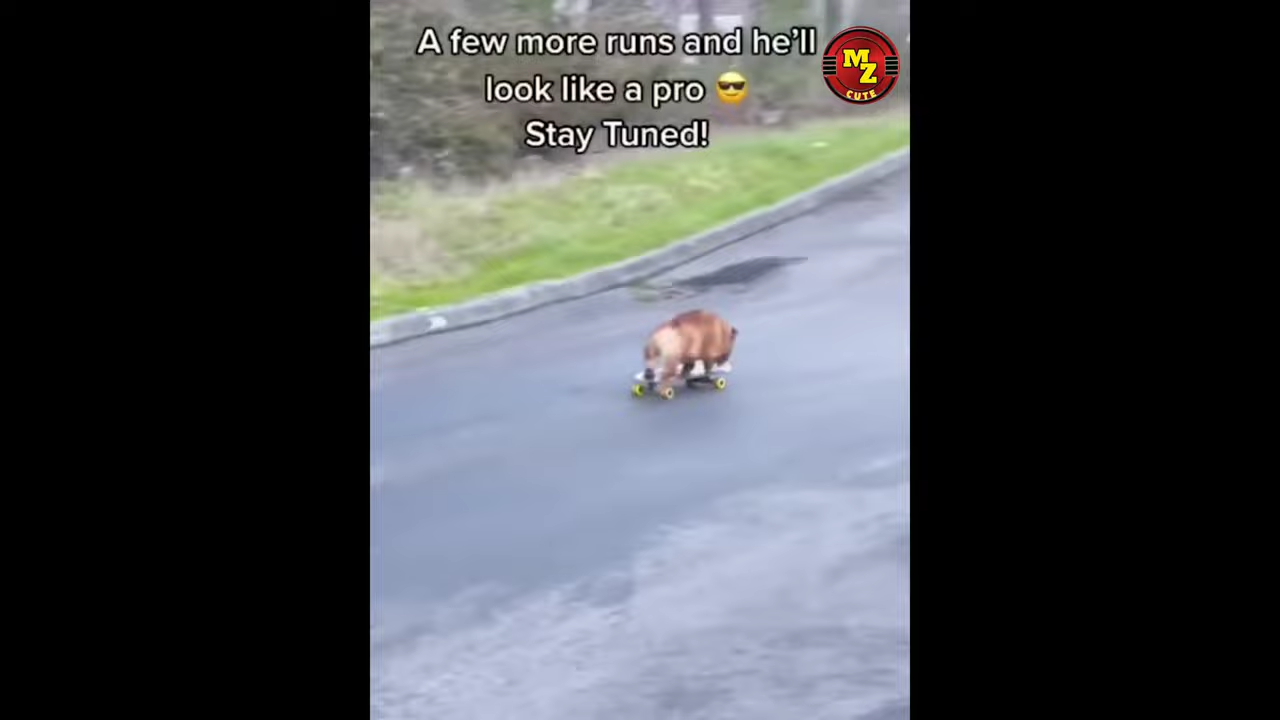 A few more runs and he'll
look like a pro 😎
Stay Tuned!
MZ
CUTE